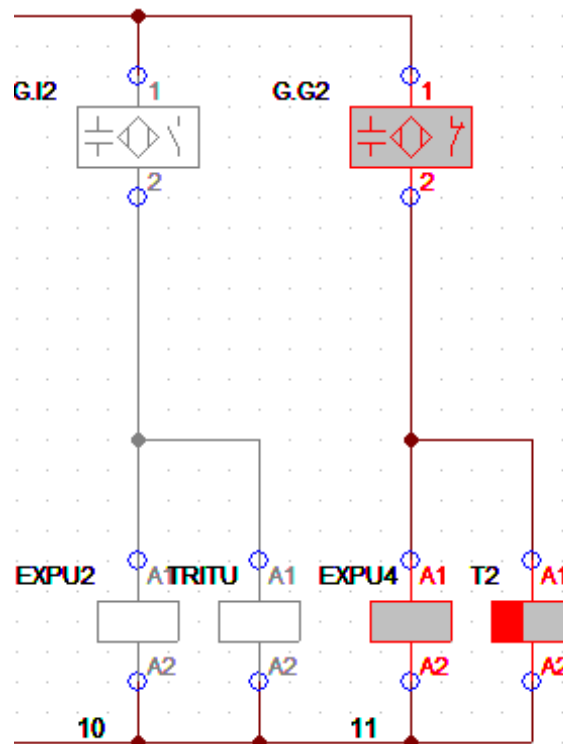 G.I2 1 G.G2 1
2 2
EXPU2 A1 TRITU A1 EXPU4 A1 T2 A1
A2 A2 A2 A2
10 11